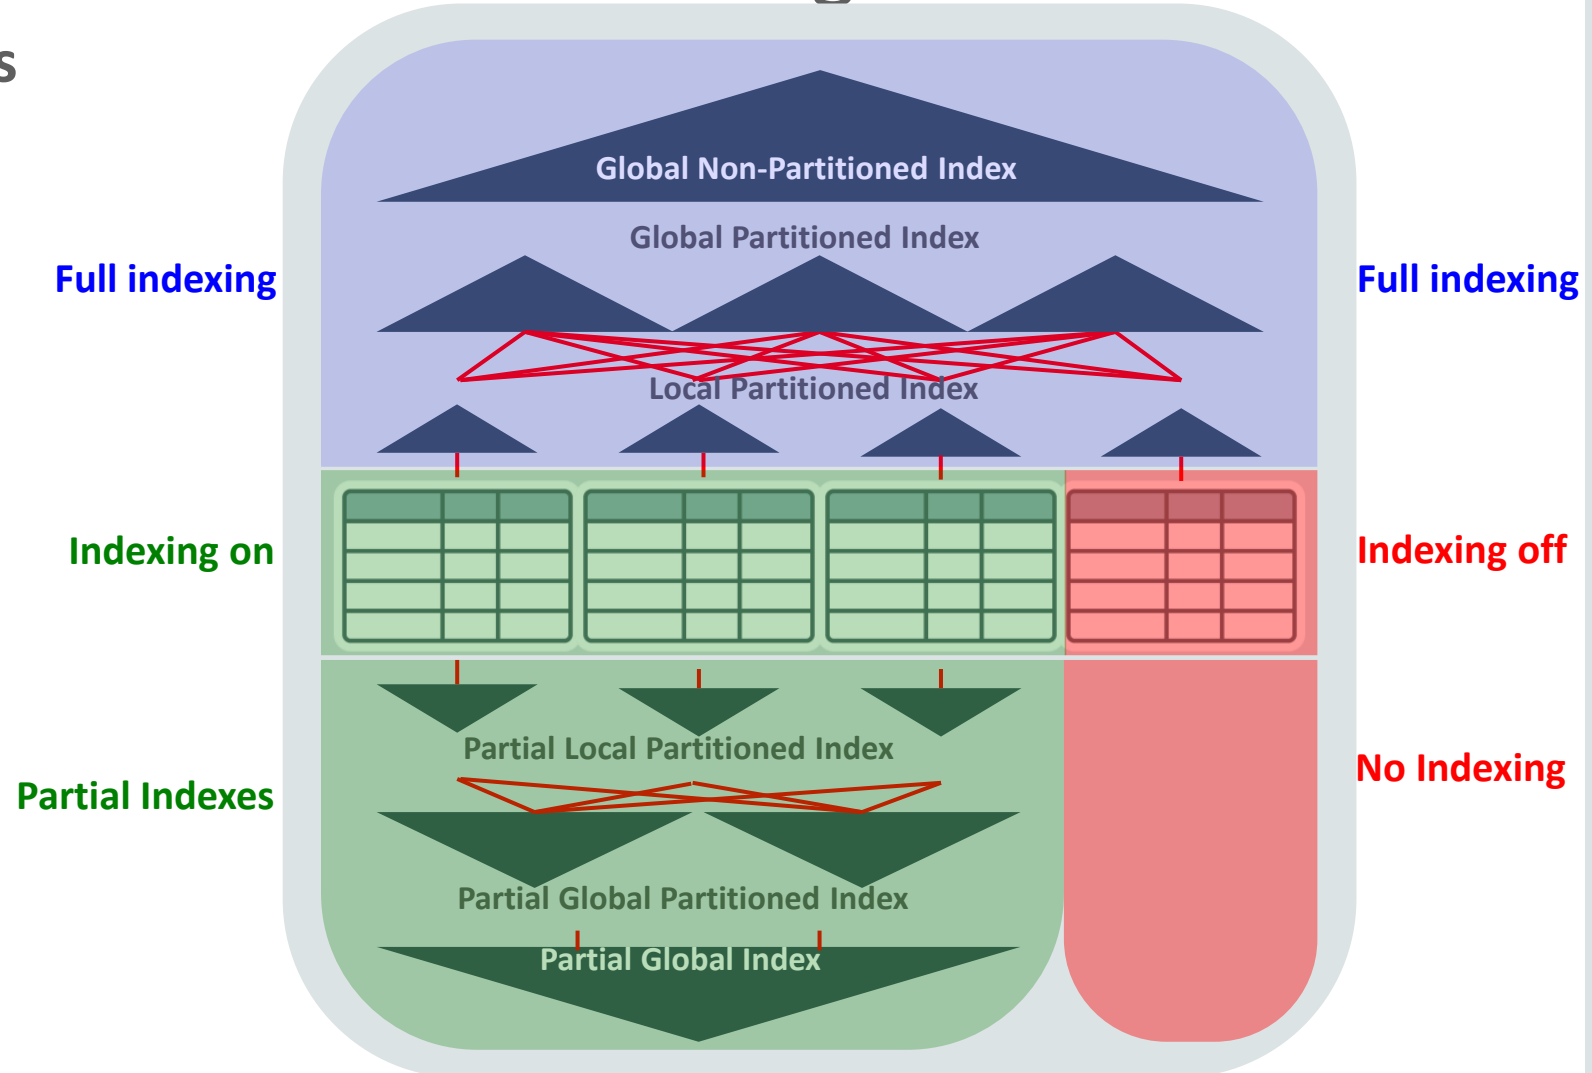 s
Global Non-Partitioned Index
Global Partitioned Index
Full indexing
Full indexing
Local Partitioned Index
Indexing on
Indexing off
Partial Local Partitioned Index
No Indexing
Partial Indexes
Partial Global Partitioned Index
Partial Global Index